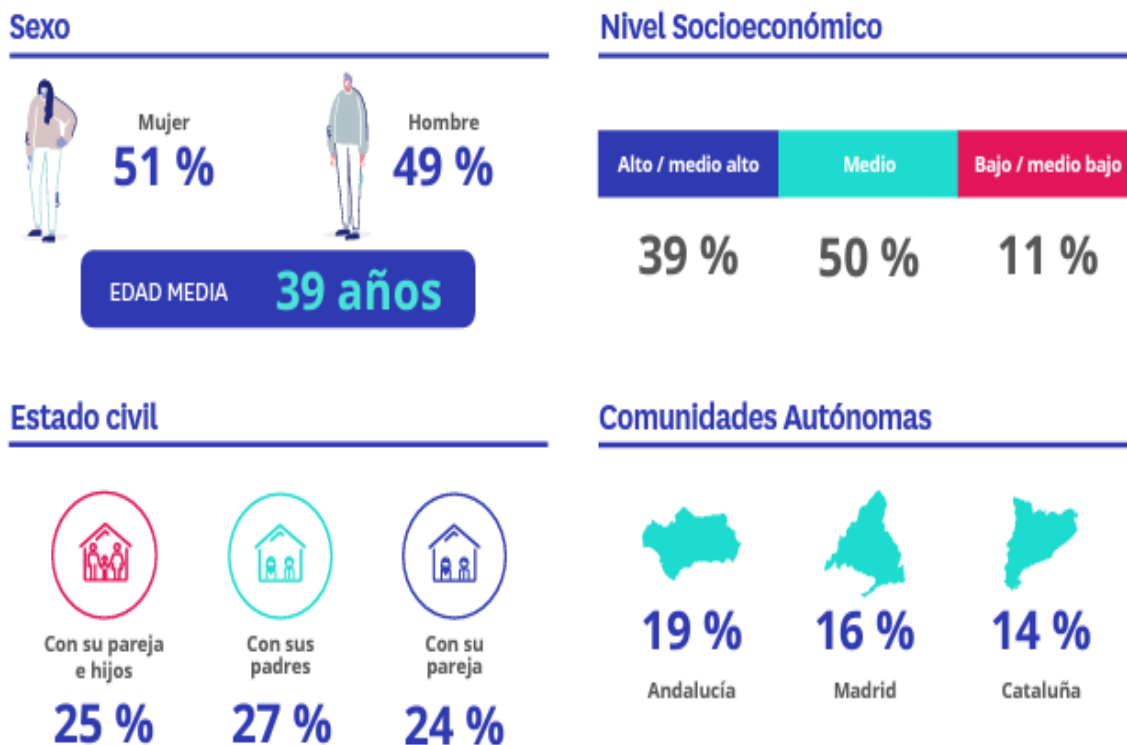 Sexo
Mujer
51 %
Hombre
49 %
EDAD MEDIA 39 años
Nivel Socioeconómico
Alto / medio alto
Medio
Bajo / medio bajo
39 %
50 %
11 %
Estado civil
Con su pareja
e hijos
25 %
Con sus
padres
27 %
Con su
pareja
24 %
Comunidades Autónomas
19 %
Andalucía
16 %
Madrid
14 %
Cataluña